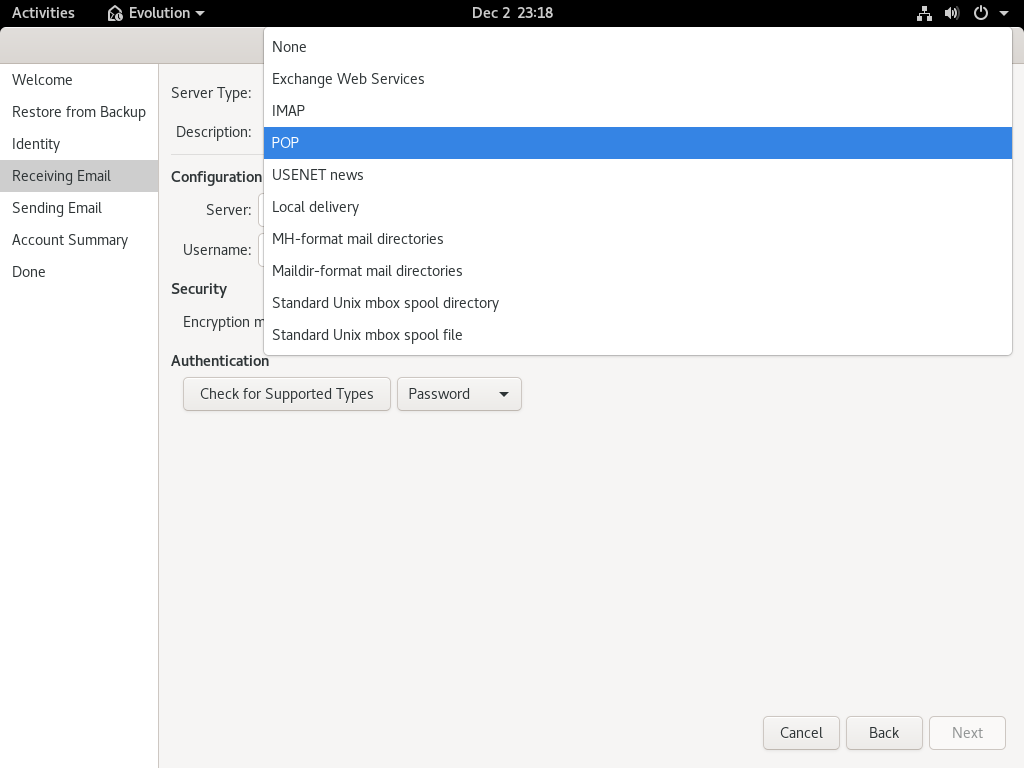 Activities Evolution Dec 2 23:18
Welcome
Restore from Backup
Identity
Receiving Email
Sending Email
Account Summary
Done
Server Type:
Description:
Configuration
Server:
Username:
Security
Encryption m
Authentication
Check for Supported Types Password
None
Exchange Web Services
IMAP
POP
USENET news
Local delivery
MH-format mail directories
Maildir-format mail directories
Standard Unix mbox spool directory
Standard Unix mbox spool file
Cancel Back Next